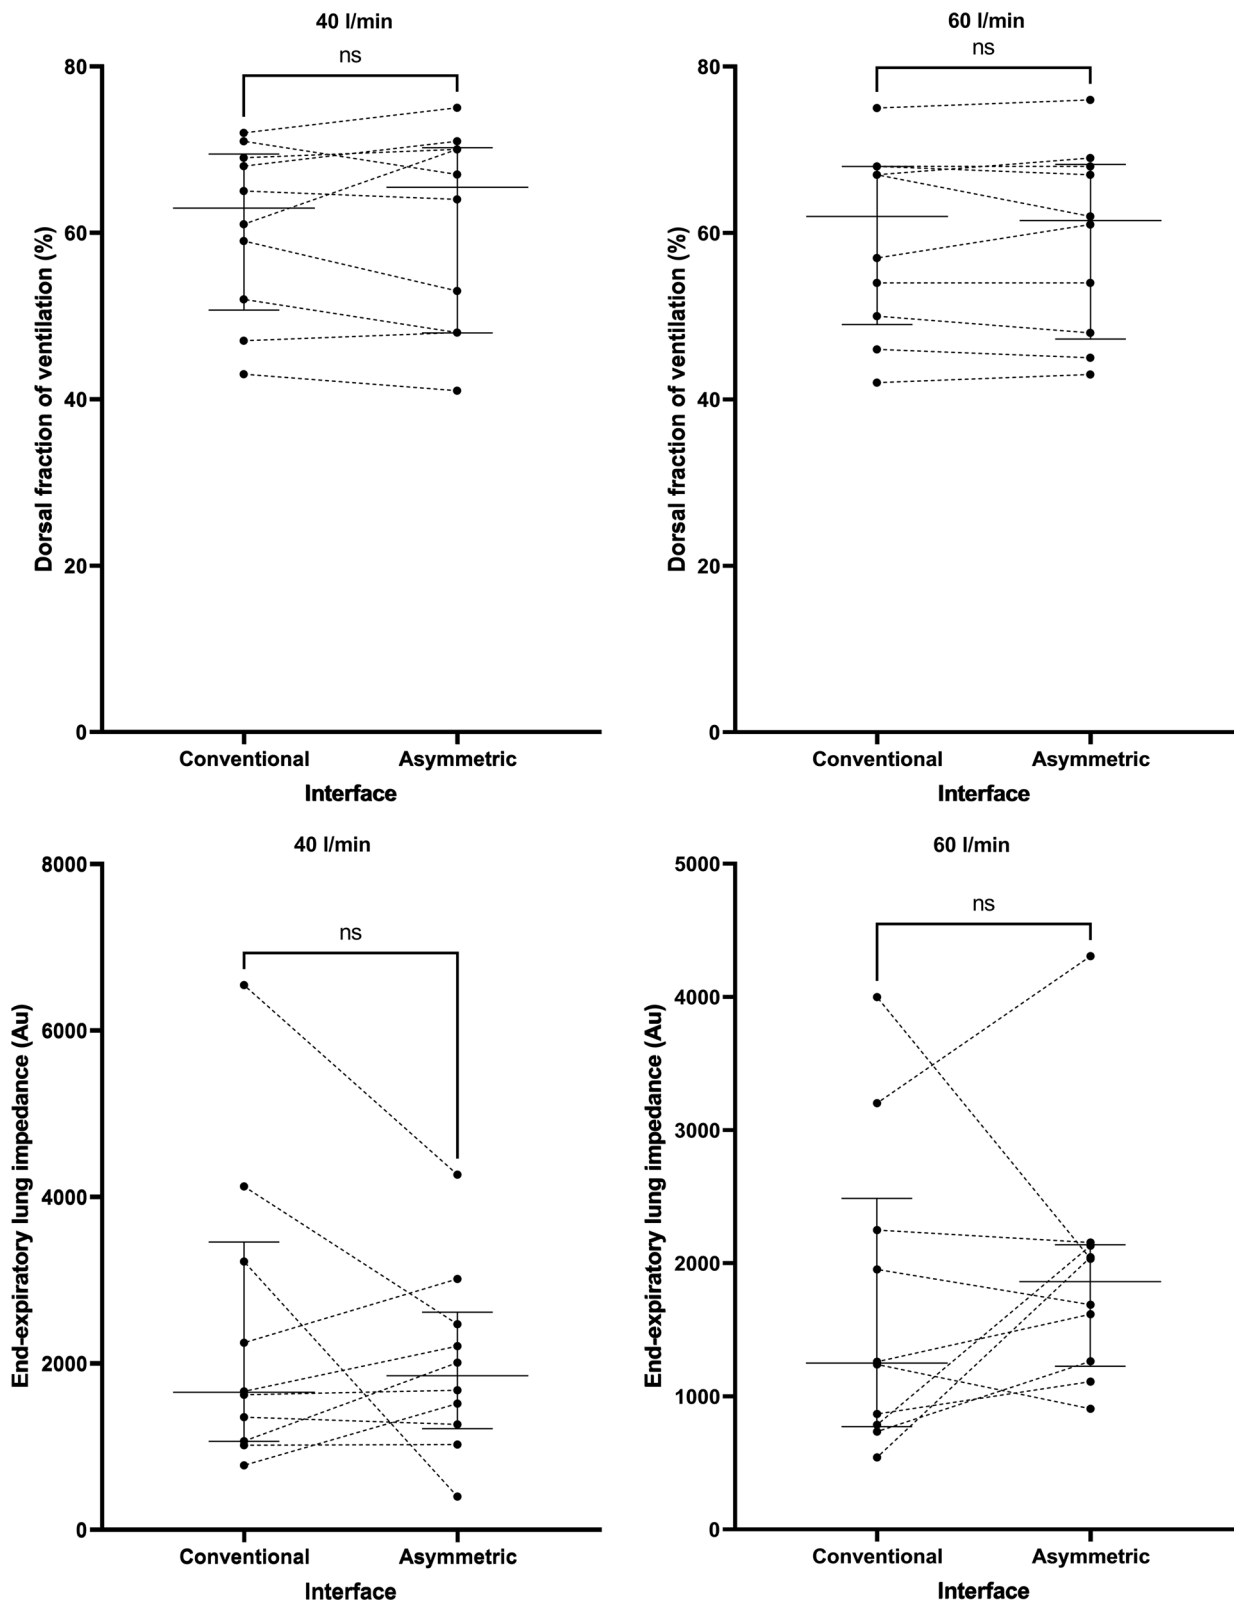 40 l/min
ns
80
60
40
20
0
Dorsal fraction of ventilation (%)
Conventional
Asymmetric
Interface
60 l/min
ns
80
60
40
20
0
Dorsal fraction of ventilation (%)
Conventional
Asymmetric
Interface
40 l/min
ns
8000
6000
4000
2000
0
End-expiratory lung impedance (Au)
Conventional
Asymmetric
Interface
60 l/min
ns
5000
4000
3000
2000
1000
0
End-expiratory lung impedance (Au)
Conventional
Asymmetric
Interface